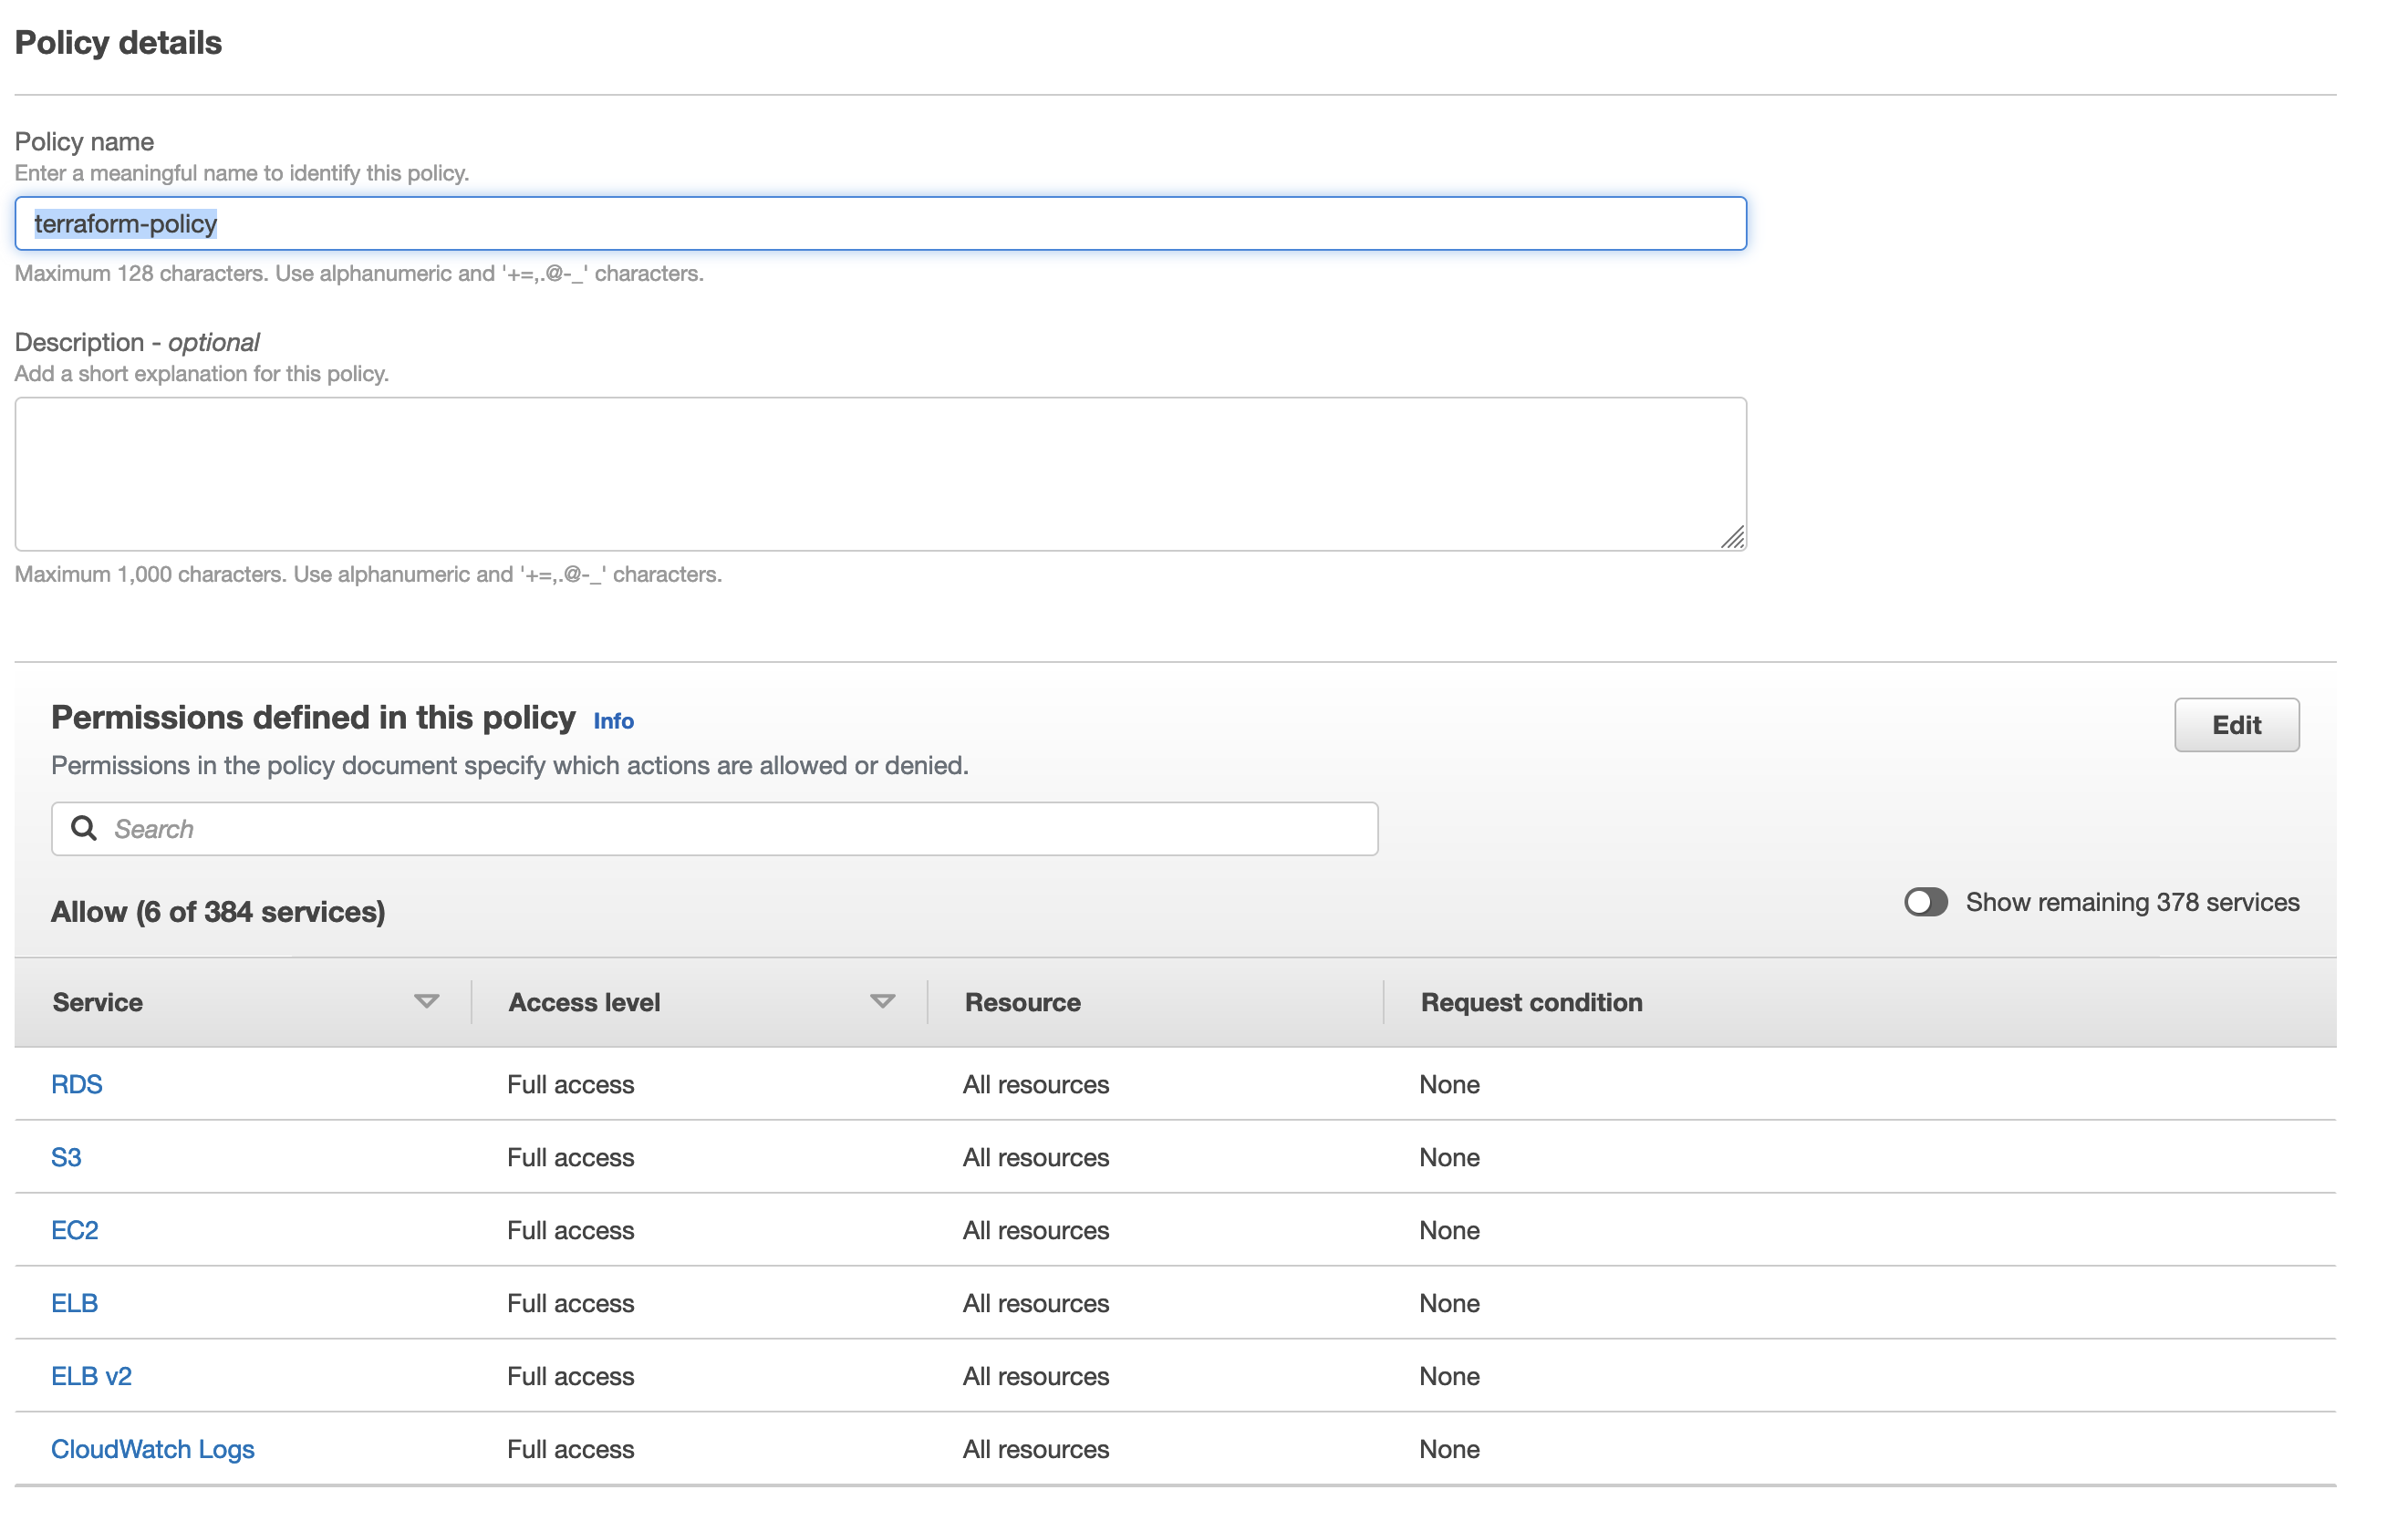 Policy details
Policy name
Enter a meaningful name to identify this policy.
terraform-policy
Maximum 128 characters. Use alphanumeric and '+=,.@-_' characters.
Description - optional
Add a short explanation for this policy.
Maximum 1,000 characters. Use alphanumeric and '+=,.@-_' characters.
Permissions defined in this policy Info
Edit
Permissions in the policy document specify which actions are allowed or denied.
Search
Allow (6 of 384 services)
Show remaining 378 services
Service Access level Resource Request condition
RDS Full access All resources None
S3 Full access All resources None
EC2 Full access All resources None
ELB Full access All resources None
ELB v2 Full access All resources None
CloudWatch Logs Full access All resources None